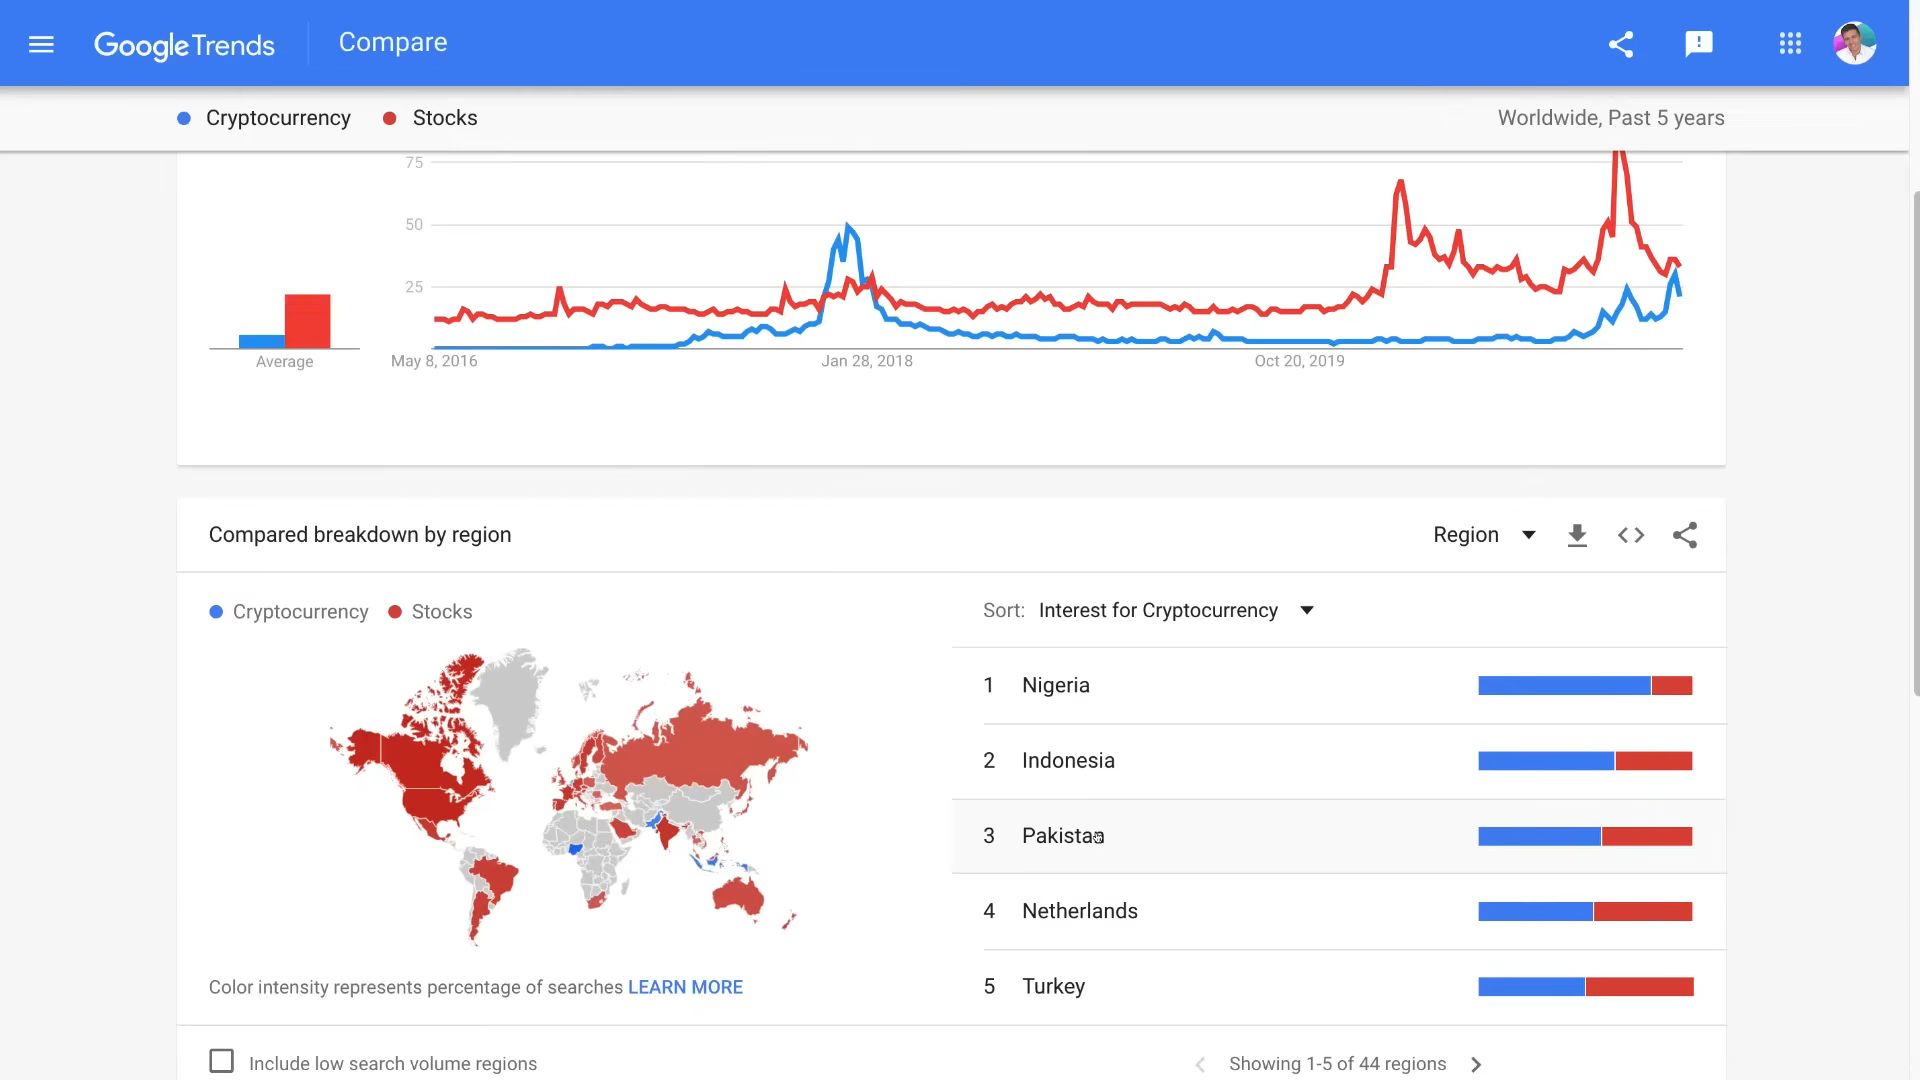 Google Trends
Compare
Cryptocurrency
Stocks
Worldwide, Past 5 years
75
50
25
Average
May 8, 2016
Jan 28, 2018
Oct 20, 2019
Compared breakdown by region
Region
Cryptocurrency
Stocks
Sort: Interest for Cryptocurrency
1 Nigeria
2 Indonesia
3 Pakistan
4 Netherlands
5 Turkey
Color intensity represents percentage of searches LEARN MORE
Include low search volume regions
Showing 1-5 of 44 regions